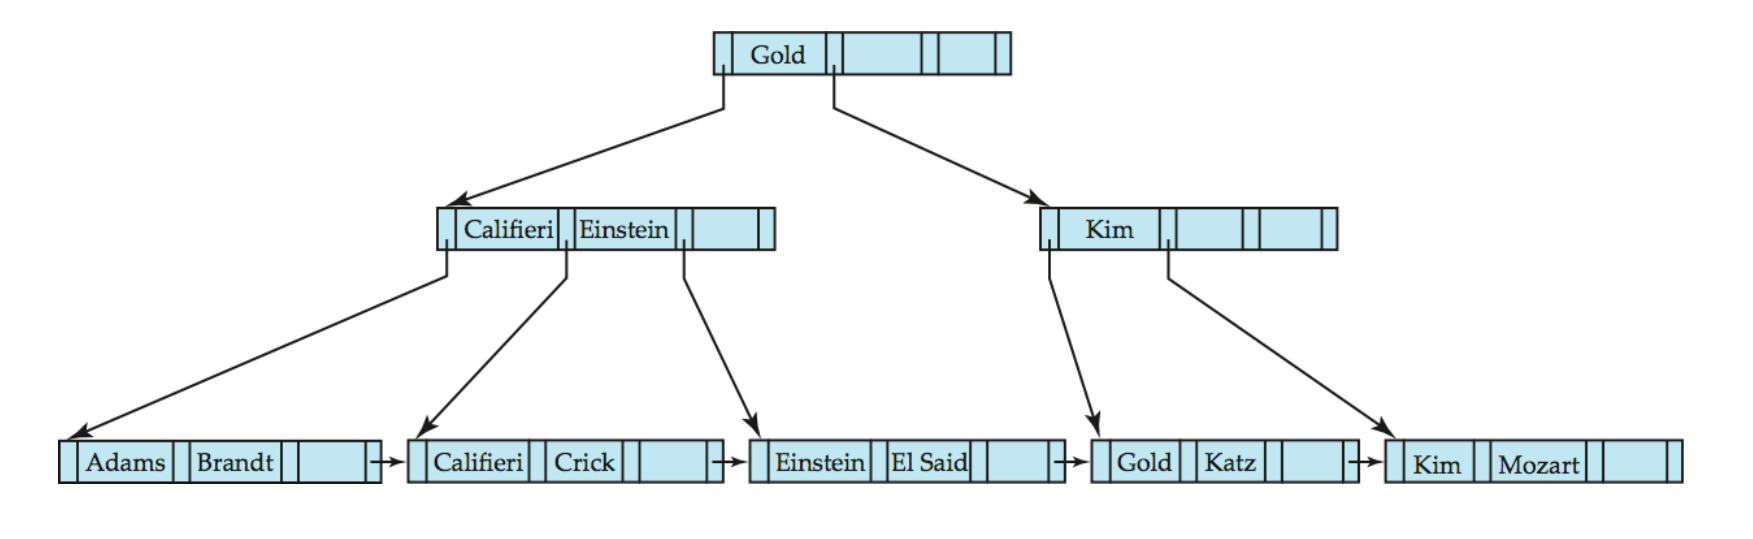 Gold
Califieri Einstein
Kim
Adams Brandt
Califieri Crick
Einstein El Said
Gold Katz
Kim Mozart